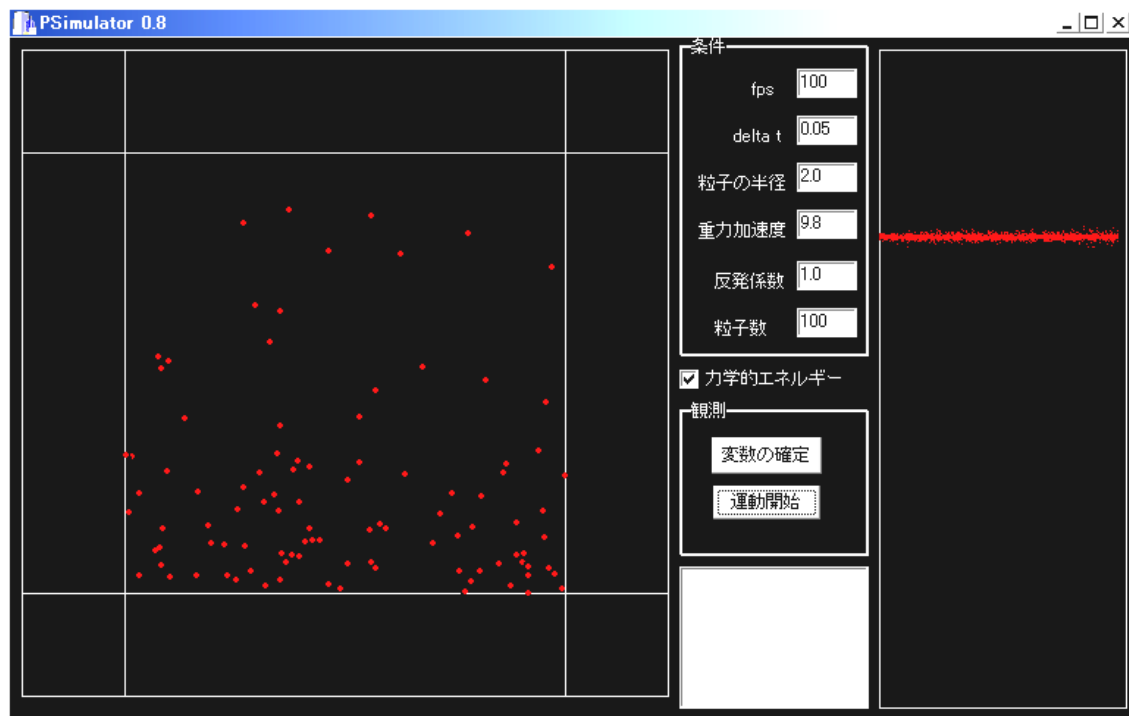 PSimulator 0.8
条件
fps 100
delta t 0.05
粒子の半径 2.0
重力加速度 9.8
反発係数 1.0
粒子数 100
力学的エネルギー
観測
変数の確定
運動開始